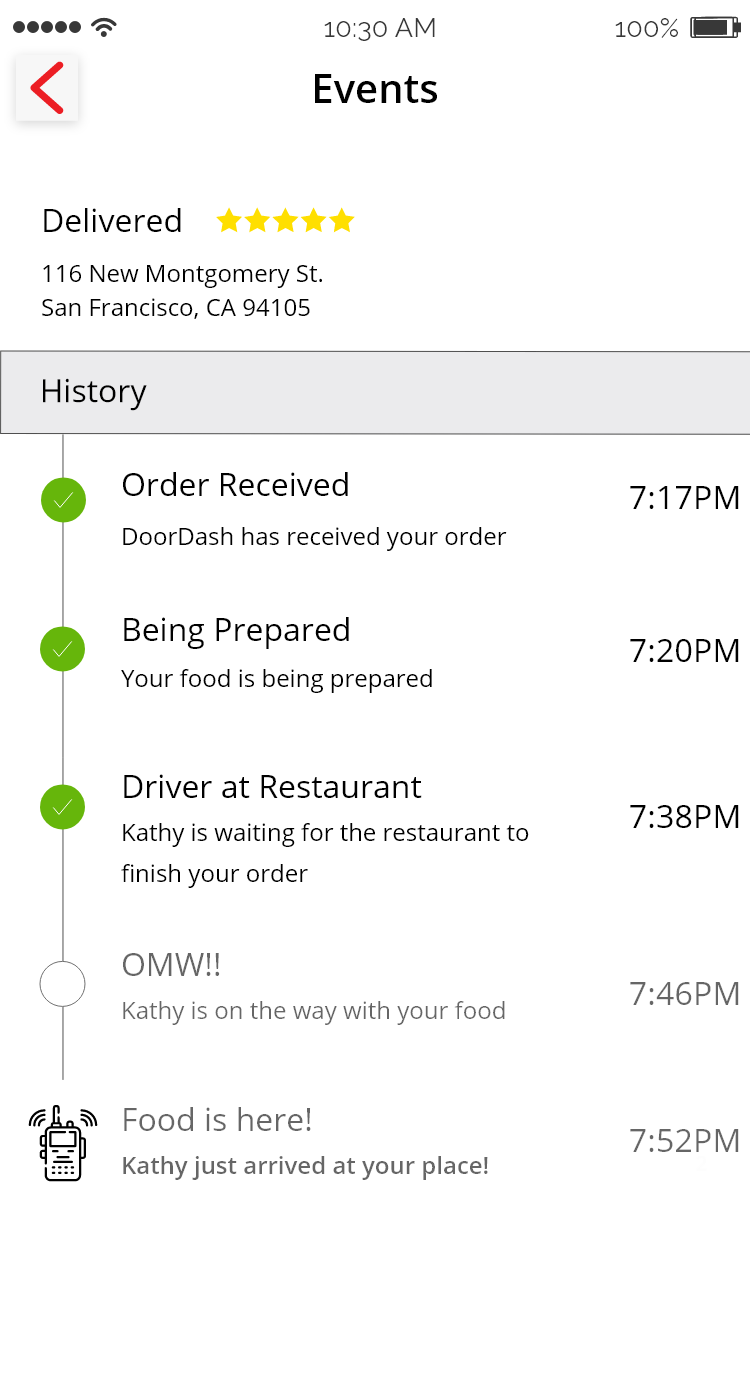 10:30 AM 100%
Events
Delivered
116 New Montgomery St.
San Francisco, CA 94105
History
Order Received
7:17PM
DoorDash has received your order
Being Prepared
7:20PM
Your food is being prepared
Driver at Restaurant
7:38PM
Kathy is waiting for the restaurant to
finish your order
OMW!!
7:46PM
Kathy is on the way with your food
Food is here!
7:52PM
Kathy just arrived at your place!